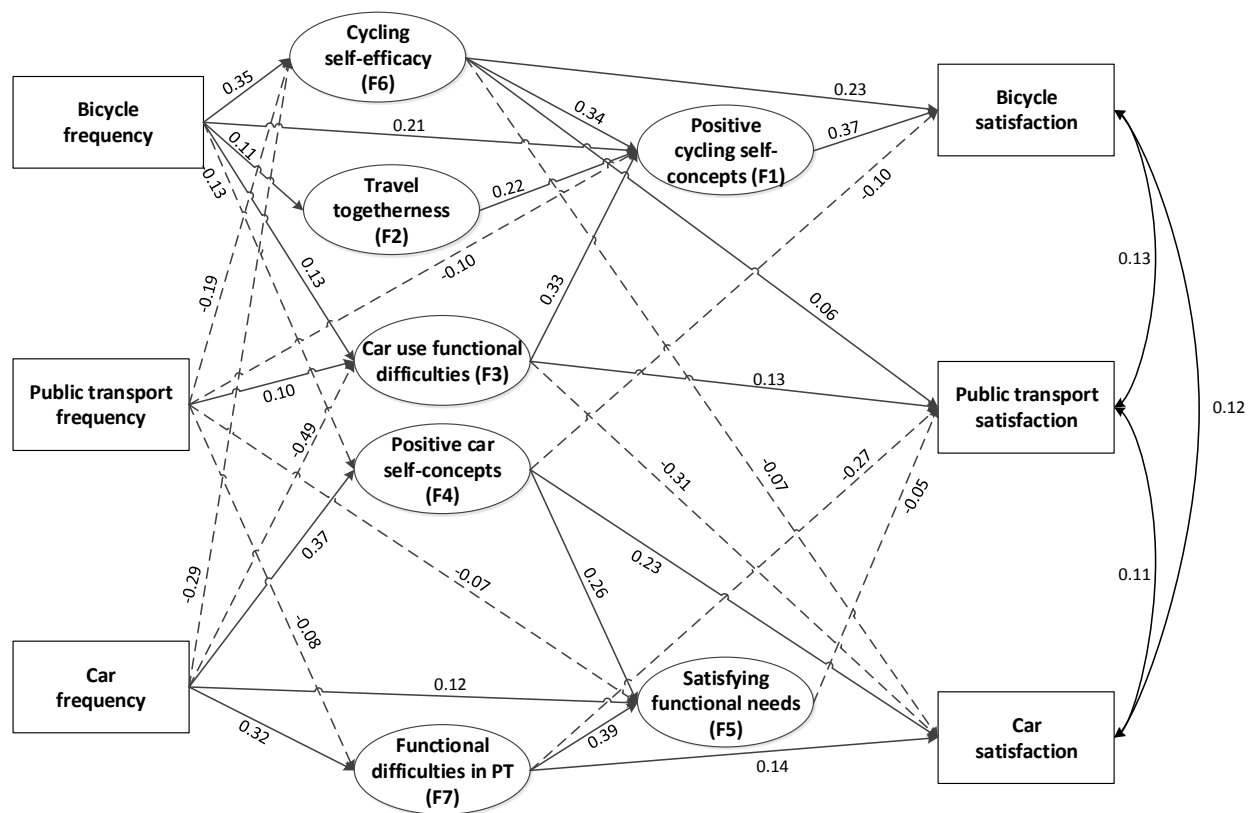 Cycling
self-efficacy
(F6)
Bicycle
frequency
Bicycle
satisfaction
0.35
0.23
0.34
0.21
Positive
cycling self-
concepts (F1)
0.37
0.11
-0.13
Travel
togetherness
(F2)
0.22
-0.10
-0.10
0.13
0.13
-0.19
0.33
0.06
Public transport
frequency
Car use functional
difficulties (F3)
Public transport
satisfaction
0.10
0.13
0.12
-0.49
Positive car
self-concepts
(F4)
-0.31
-0.07
-0.27
-0.05
0.37
-0.29
-0.07
0.26
0.23
0.11
-0.08
Car
frequency
0.12
Satisfying
functional needs
(F5)
Car
satisfaction
0.32
0.39
Functional
difficulties in PT
(F7)
0.14